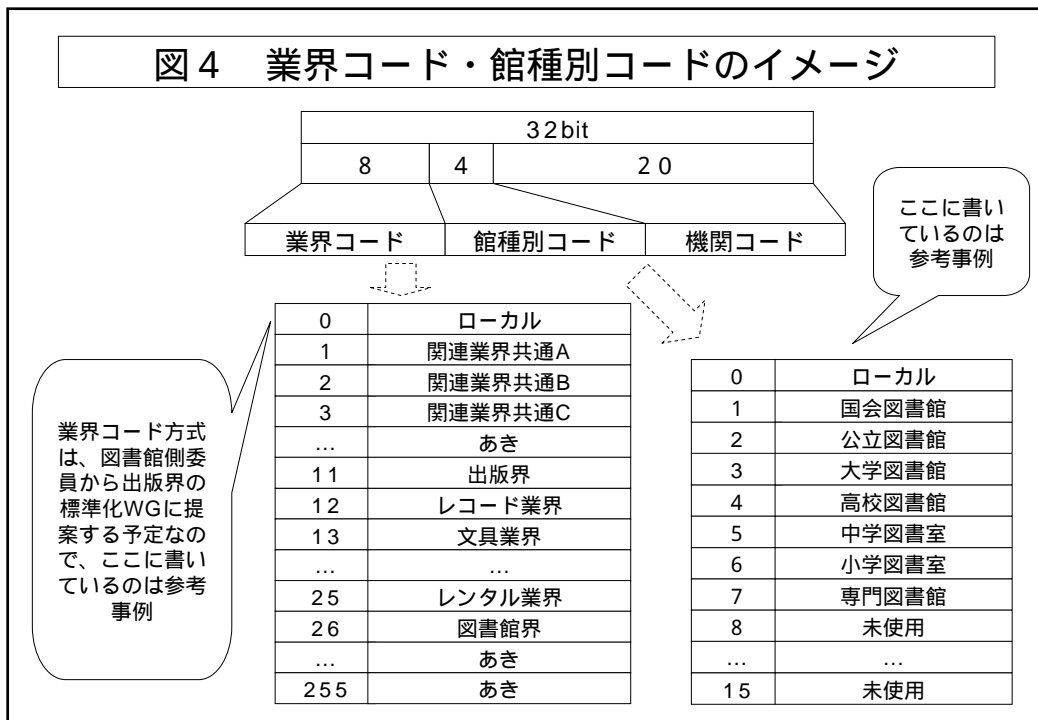 図４　業界コード・館種別コードのイメージ
32bit
8 4 20
業界コード 館種別コード 機関コード
ここに書い
ているのは
参考事例
0 ローカル
1 関連業界共通A
2 関連業界共通B
3 関連業界共通C
... あき
11 出版界
12 レコード業界
13 文具業界
... ...
25 レンタル業界
26 図書館界
... あき
255 あき
業界コード方式
は、図書館側委
員から出版界の
標準化WGに提
案する予定なの
で、ここに書い
ているのは参考
事例
0 ローカル
1 国会図書館
2 公立図書館
3 大学図書館
4 高校図書館
5 中学図書室
6 小学図書室
7 専門図書館
8 未使用
... ...
15 未使用